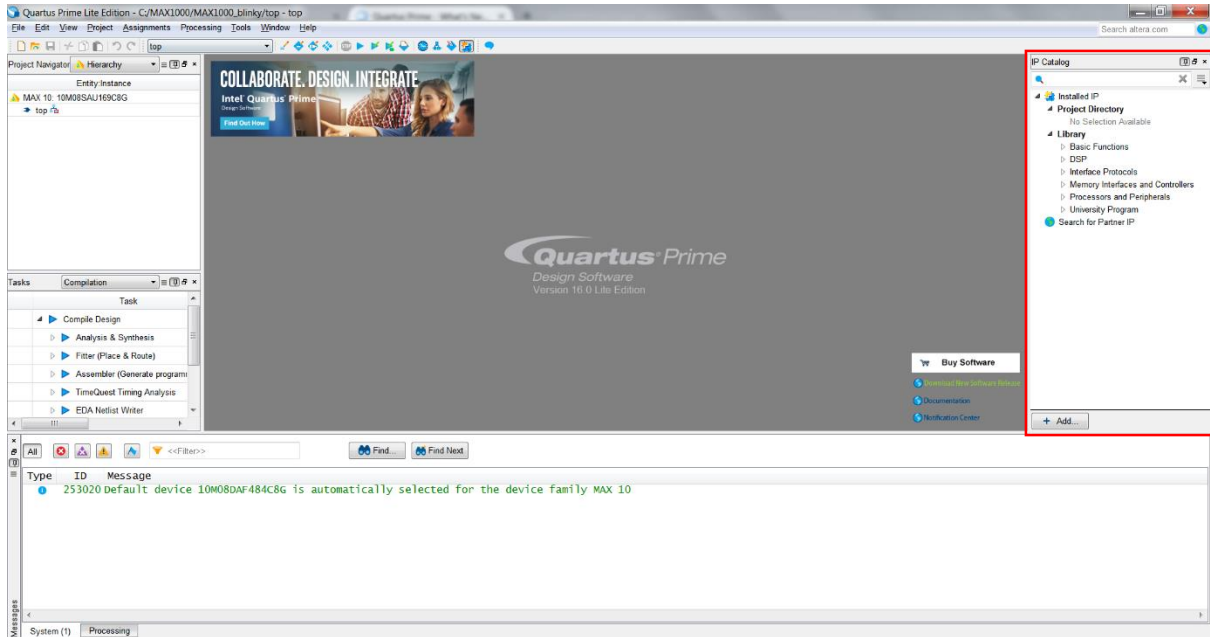 Quartus Prime Lite Edition - C:/MAX1000/MAX1000_blinky/top - top
File Edit View Project Assignments Processing Tools Window Help
Search altera.com
top
Project Navigator Hierarchy
Entity:Instance
MAX 10: 10M08SAU169C8G
top
COLLABORATE. DESIGN. INTEGRATE
Intel Quartus Prime
Design Software
Find Out How
Quartus Prime
Design Software
Version 16.0 Lite Edition
Buy Software
Download New Software Release
Documentation
Notification Center
IP Catalog
Installed IP
Project Directory
No Selection Available
Library
Basic Functions
DSP
Interface Protocols
Memory Interfaces and Controllers
Processors and Peripherals
University Program
Search for Partner IP
+ Add...
Tasks Compilation
Task
Compile Design
Analysis & Synthesis
Fitter (Place & Route)
Assembler (Generate programi
TimeQuest Timing Analysis
EDA Netlist Writer
All <<Filter>> Find... Find Next
Type ID Message
253020 Default device 10M08DAF484C8G is automatically selected for the device family MAX 10
Messages
System (1) Processing